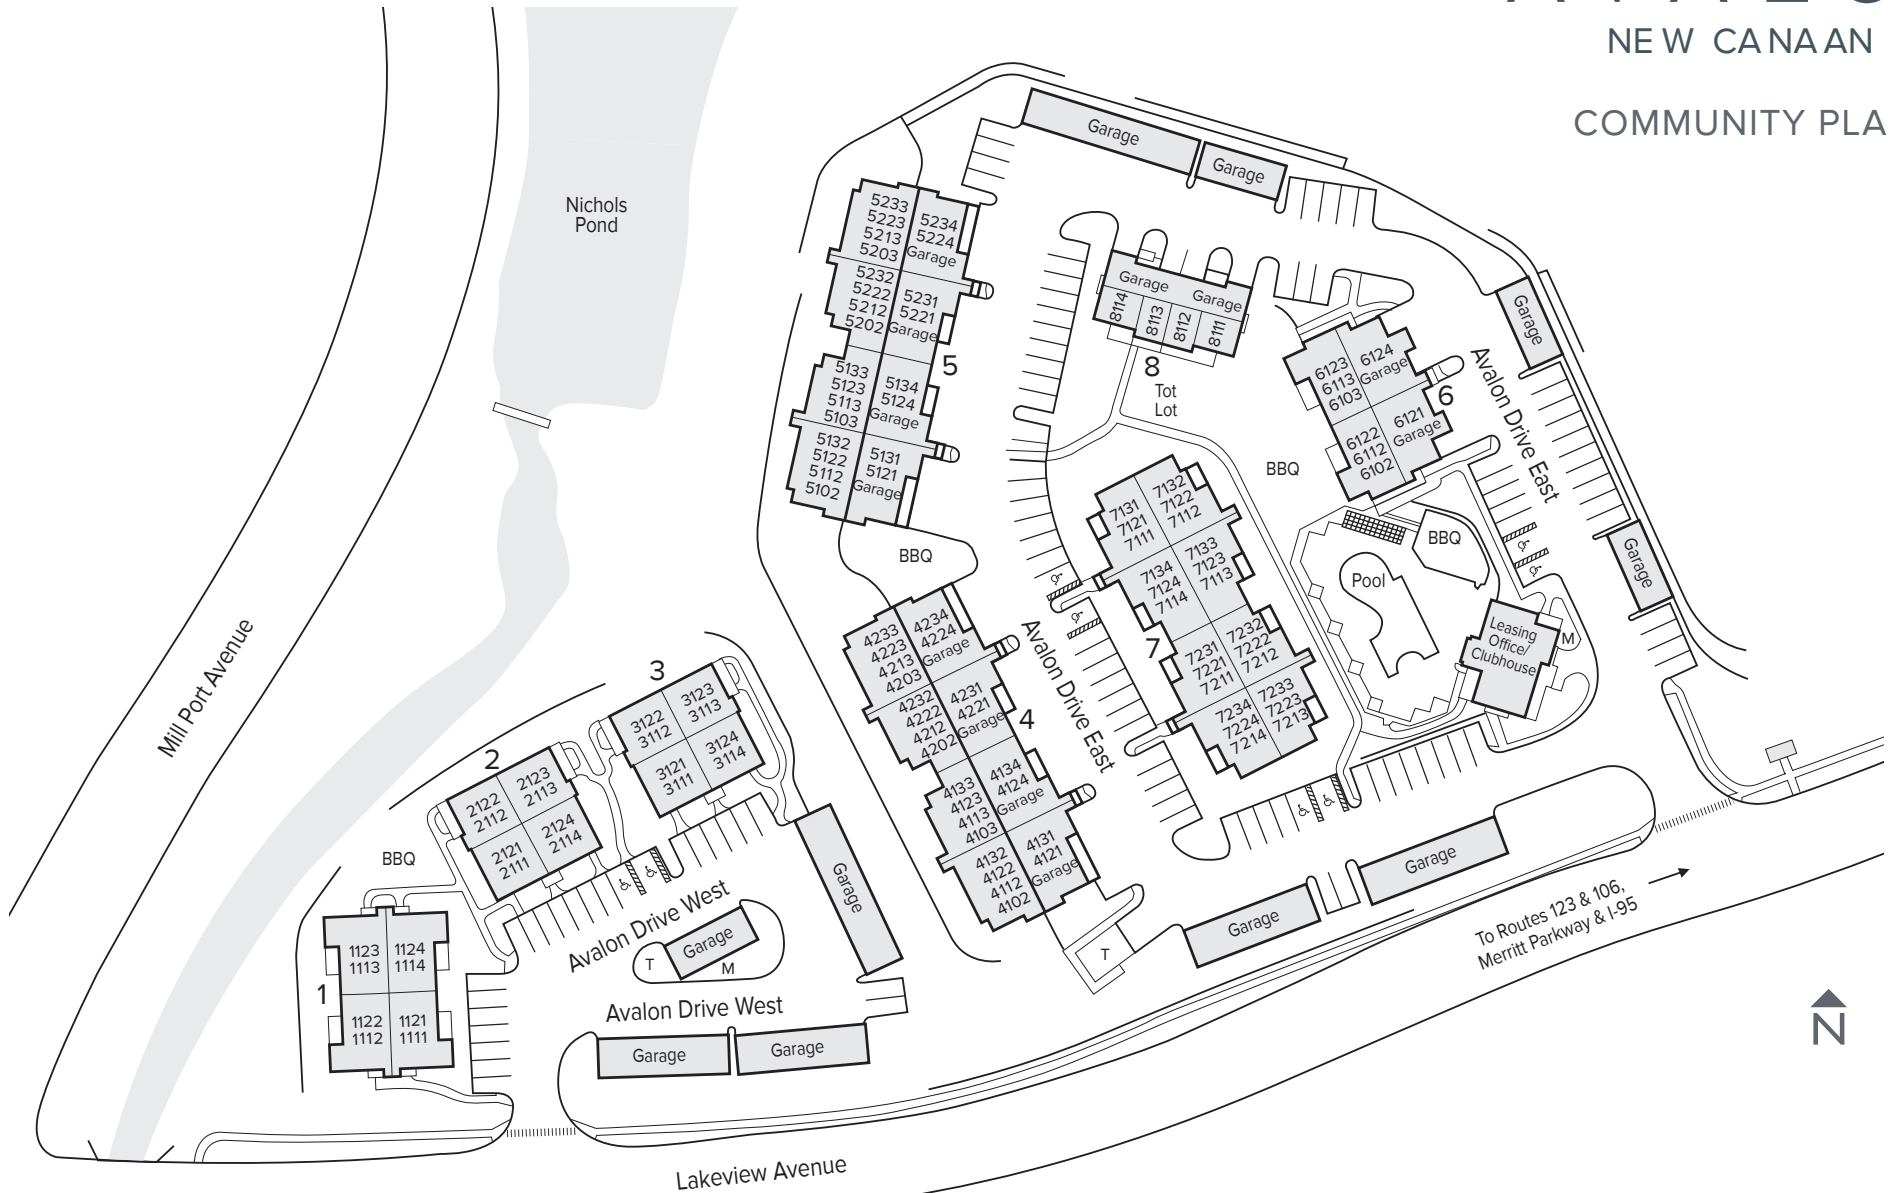 NEW CANAAN
COMMUNITY PLA
Nichols
Pond
Mill Port Avenue
Garage
Garage
5233
5223
5213
5203
5234
5224
Garage
5232
5222
5212
5202
5231
5221
Garage
5
5133
5123
5113
5103
5134
5124
Garage
5132
5122
5112
5102
5131
5121
Garage
Garage
Garage
8114
8113
8112
8111
8
Tot
Lot
Garage
6123
6113
6103
6124
Garage
6
6122
6112
6102
6121
Garage
Avalon Drive East
BBQ
7131
7121
7111
7132
7122
7112
7134
7124
7114
7133
7123
7113
7
7231
7221
7211
7232
7222
7212
7234
7224
7214
7233
7223
7213
BBQ
Pool
Garage
Leasing
Office/
Clubhouse
M
BBQ
4233
4223
4213
4203
4234
4224
Garage
4232
4222
4212
4202
4231
4221
Garage
4
4133
4123
4113
4103
4134
4124
Garage
4132
4122
4112
4102
4131
4121
Garage
Avalon Drive East
3
3122
3112
3123
3113
3121
3111
3124
3114
2
2122
2112
2123
2113
2121
2111
2124
2114
BBQ
1
1123
1113
1124
1114
1122
1112
1121
1111
Avalon Drive West
Garage
T
M
Garage
Avalon Drive West
Garage
Garage
T
Garage
Garage
To Routes 123 & 106,
Merritt Parkway & I-95
N
Lakeview Avenue